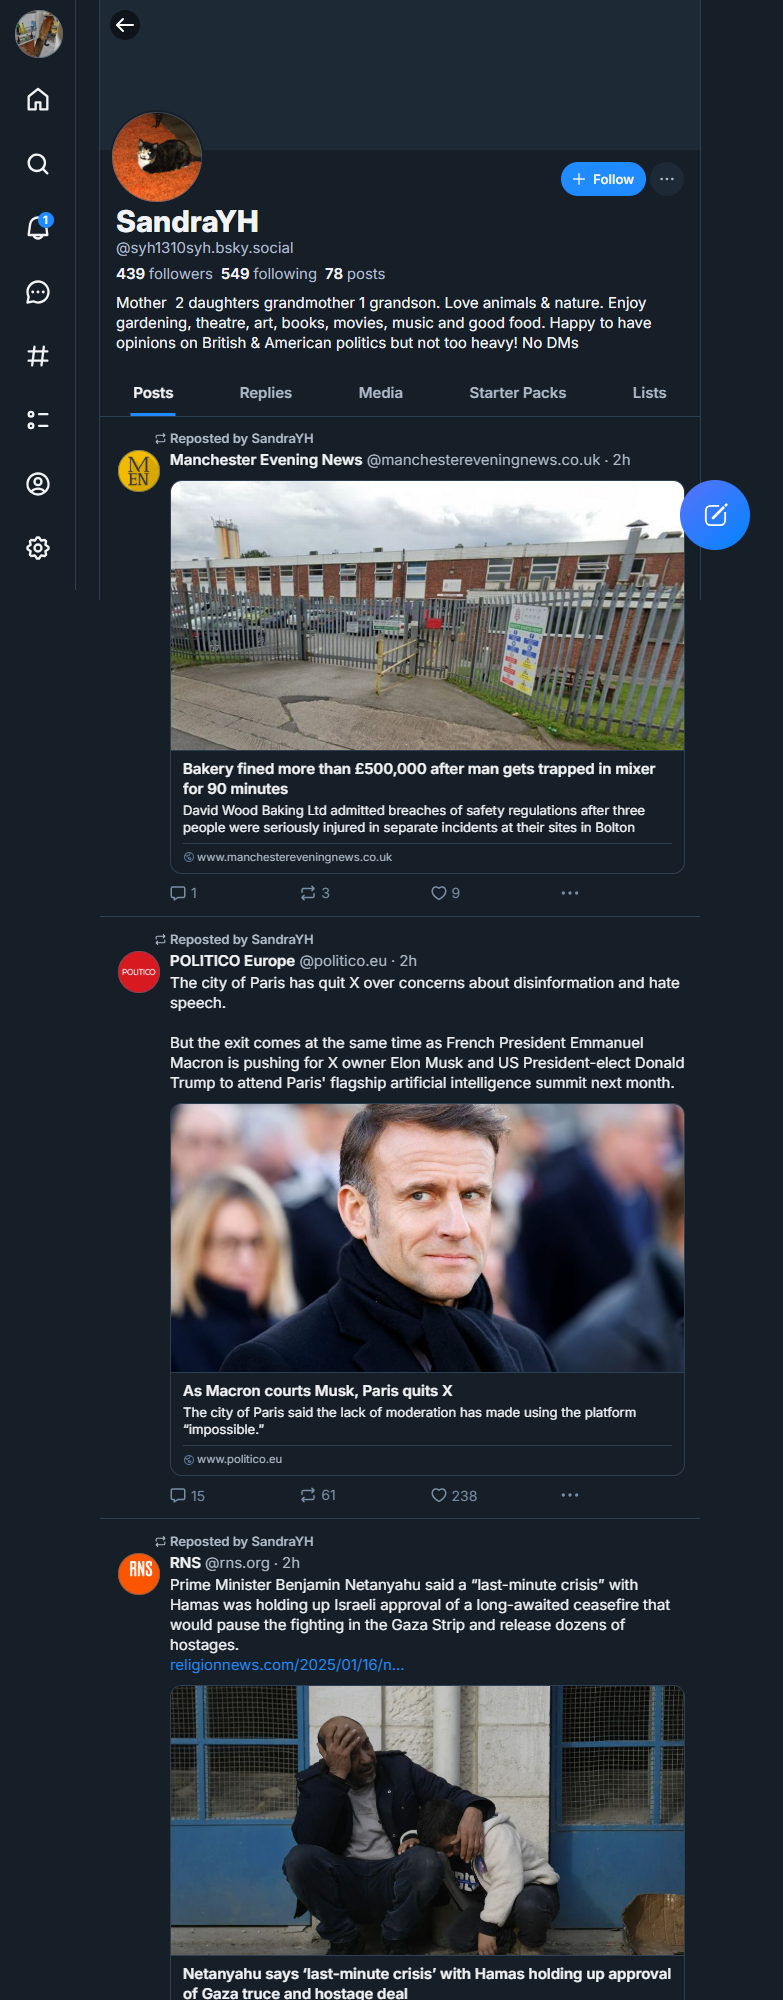 1
+ Follow
SandraYH
@syh1310syh.bsky.social
439 followers 549 following 78 posts
Mother 2 daughters grandmother 1 grandson. Love animals & nature. Enjoy
gardening, theatre, art, books, movies, music and good food. Happy to have
opinions on British & American politics but not too heavy! No DMs
Posts Replies Media Starter Packs Lists
Reposted by SandraYH
MEN
Manchester Evening News @manchestereveningnews.co.uk · 2h
Bakery fined more than £500,000 after man gets trapped in mixer
for 90 minutes
David Wood Baking Ltd admitted breaches of safety regulations after three
people were seriously injured in separate incidents at their sites in Bolton
www.manchestereveningnews.co.uk
1 3 9
Reposted by SandraYH
POLITICO
POLITICO Europe @politico.eu · 2h
The city of Paris has quit X over concerns about disinformation and hate
speech.
But the exit comes at the same time as French President Emmanuel
Macron is pushing for X owner Elon Musk and US President-elect Donald
Trump to attend Paris' flagship artificial intelligence summit next month.
As Macron courts Musk, Paris quits X
The city of Paris said the lack of moderation has made using the platform
“impossible.”
www.politico.eu
15 61 238
Reposted by SandraYH
RNS
RNS @rns.org · 2h
Prime Minister Benjamin Netanyahu said a “last-minute crisis” with
Hamas was holding up Israeli approval of a long-awaited ceasefire that
would pause the fighting in the Gaza Strip and release dozens of
hostages.
religionnews.com/2025/01/16/n...
Netanyahu says ‘last-minute crisis’ with Hamas holding up approval
of Gaza truce and hostage deal